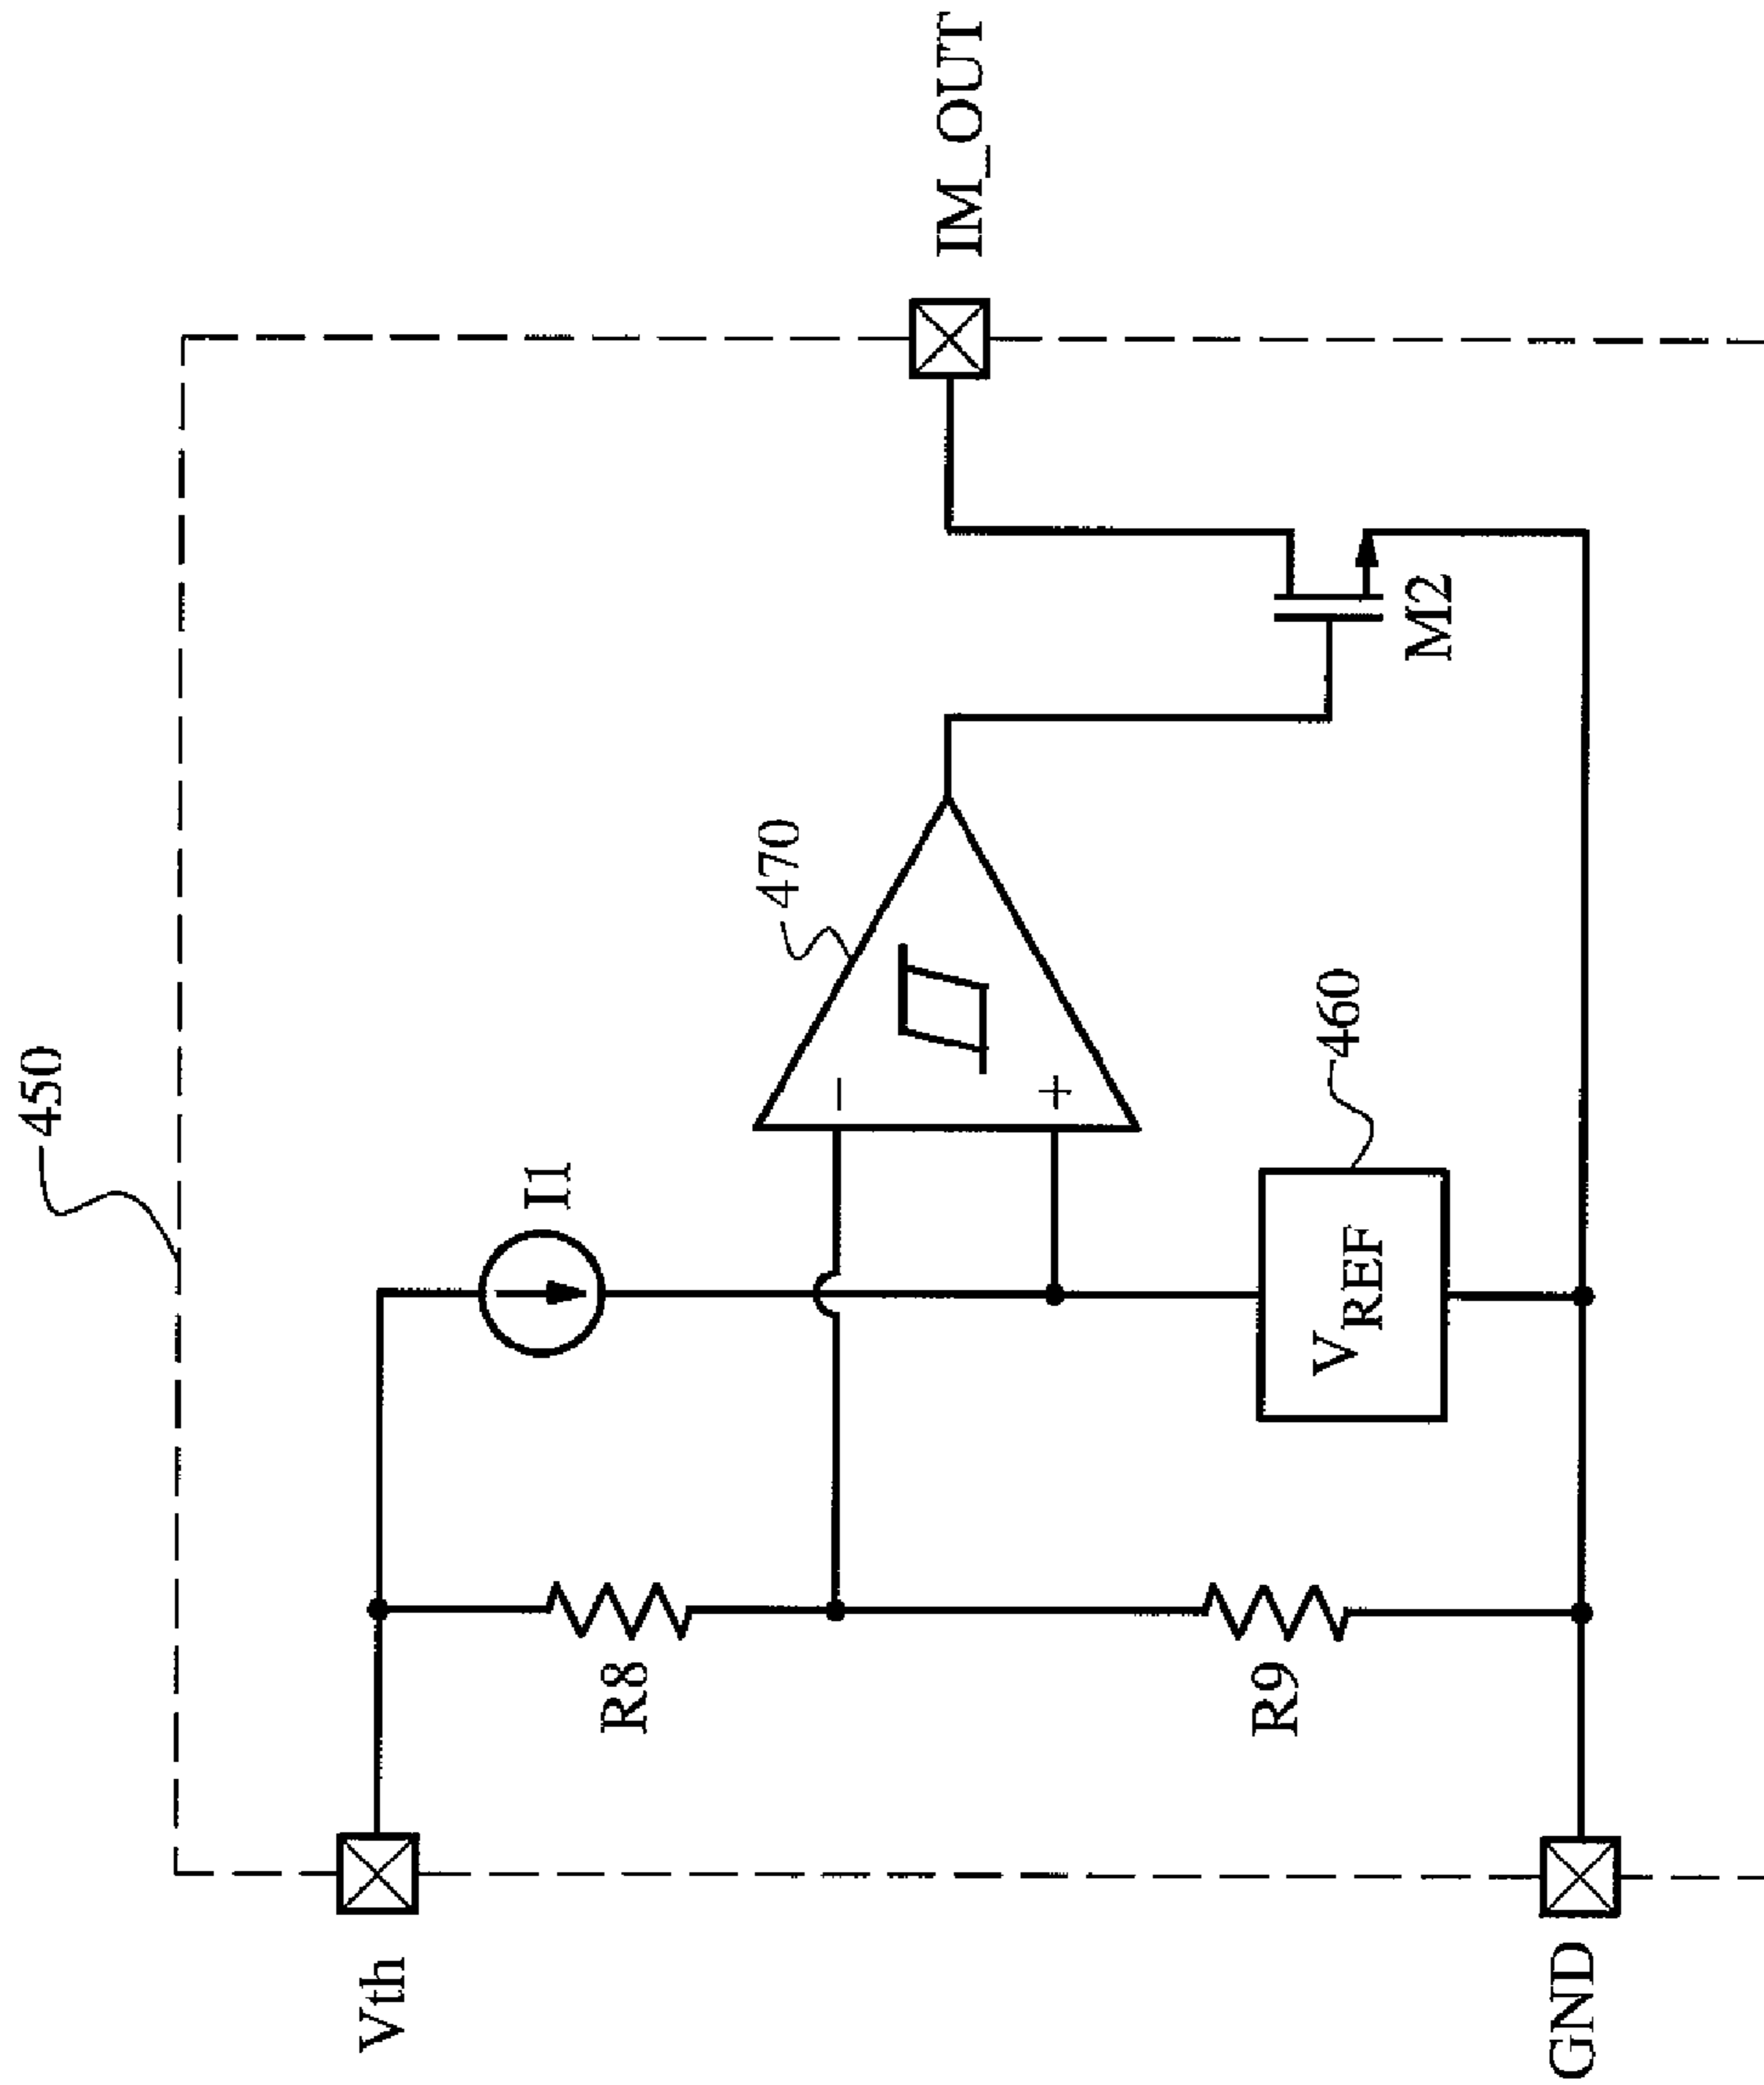 450
Vth
I1
R8
470
IM_OUT
−
+
R9
VREF
460
M2
GND